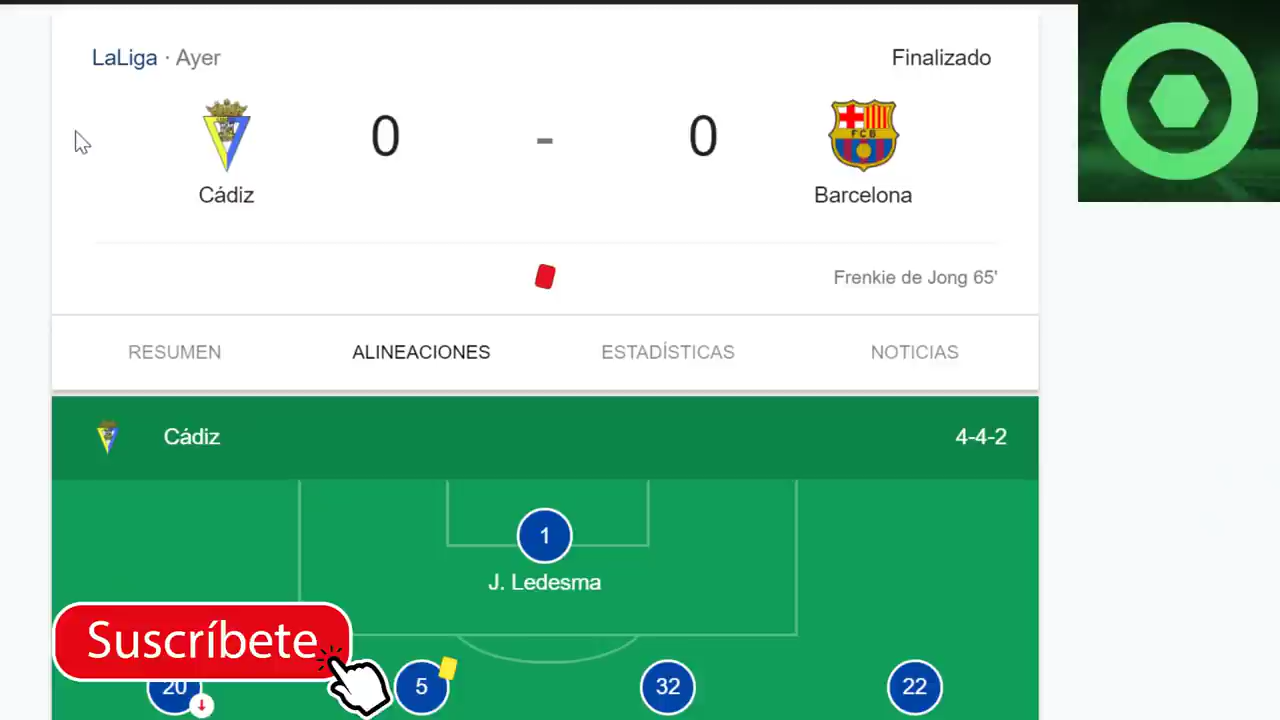 LaLiga · Ayer
Finalizado
0 - 0
Cádiz
Barcelona
FCB
Frenkie de Jong 65'
RESUMEN ALINEACIONES ESTADÍSTICAS NOTICIAS
Cádiz 4-4-2
1
J. Ledesma
Suscríbete
20 5 32 22